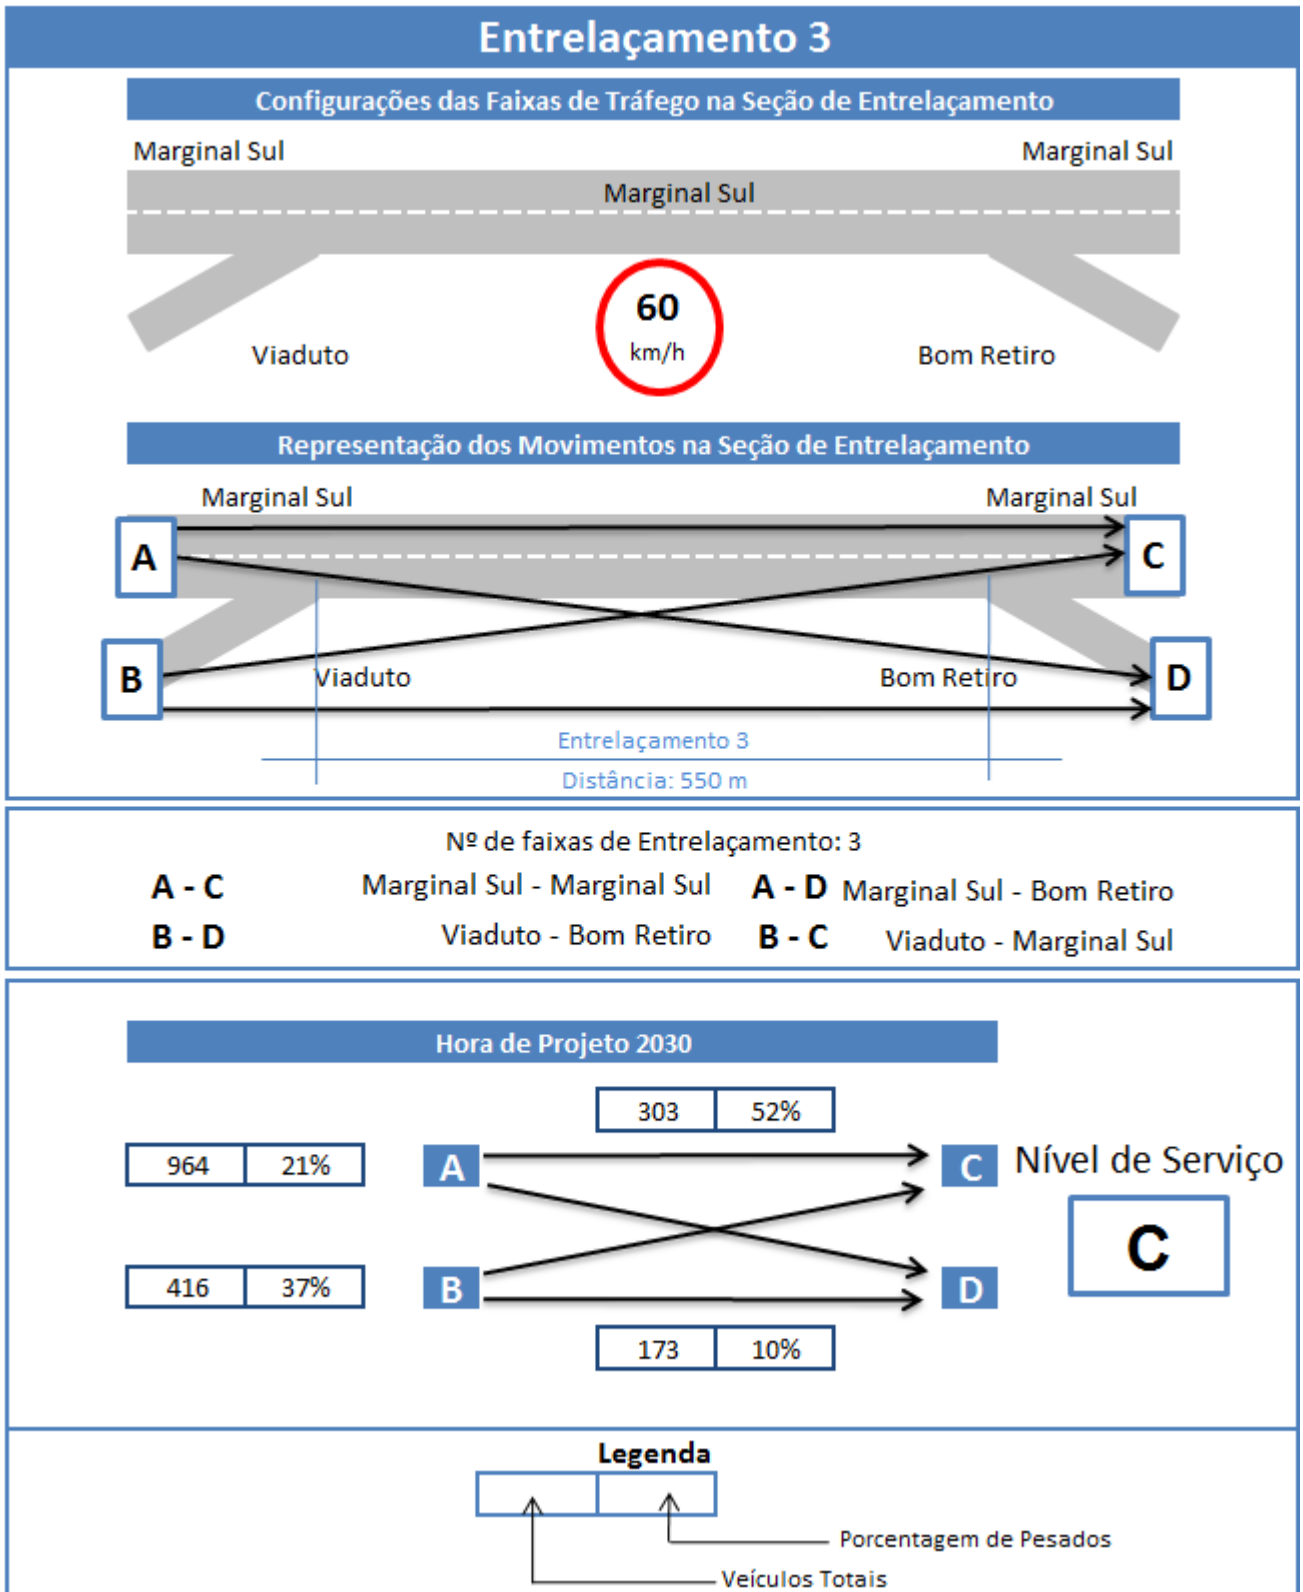 Entrelaçamento 3
Configurações das Faixas de Tráfego na Seção de Entrelaçamento
Marginal Sul
Marginal Sul
Marginal Sul
60
km/h
Viaduto
Bom Retiro
Representação dos Movimentos na Seção de Entrelaçamento
Marginal Sul
Marginal Sul
A
C
B
Viaduto
Bom Retiro
D
Entrelaçamento 3
Distância: 550 m
Nº de faixas de Entrelaçamento: 3
A - C Marginal Sul - Marginal Sul A - D Marginal Sul - Bom Retiro
B - D Viaduto - Bom Retiro B - C Viaduto - Marginal Sul
Hora de Projeto 2030
303 52%
964 21% A C Nível de Serviço
C
416 37% B D
173 10%
Legenda
Porcentagem de Pesados
Veículos Totais